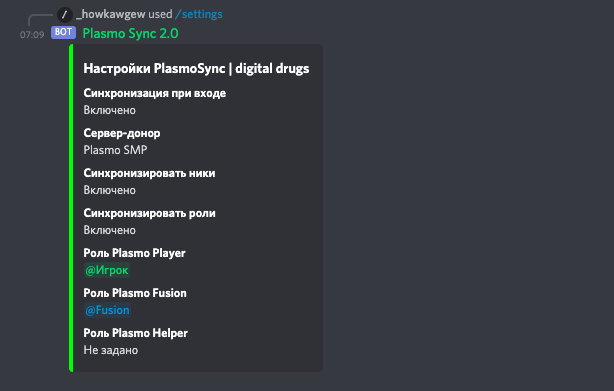 _howkawgew used /settings
07:09 BOT Plasmo Sync 2.0
Настройки PlasmoSync | digital drugs
Синхронизация при входе
Включено
Сервер-донор
Plasmo SMP
Синхронизировать ники
Включено
Синхронизировать роли
Включено
Роль Plasmo Player
@Игрок
Роль Plasmo Fusion
@Fusion
Роль Plasmo Helper
Не задано